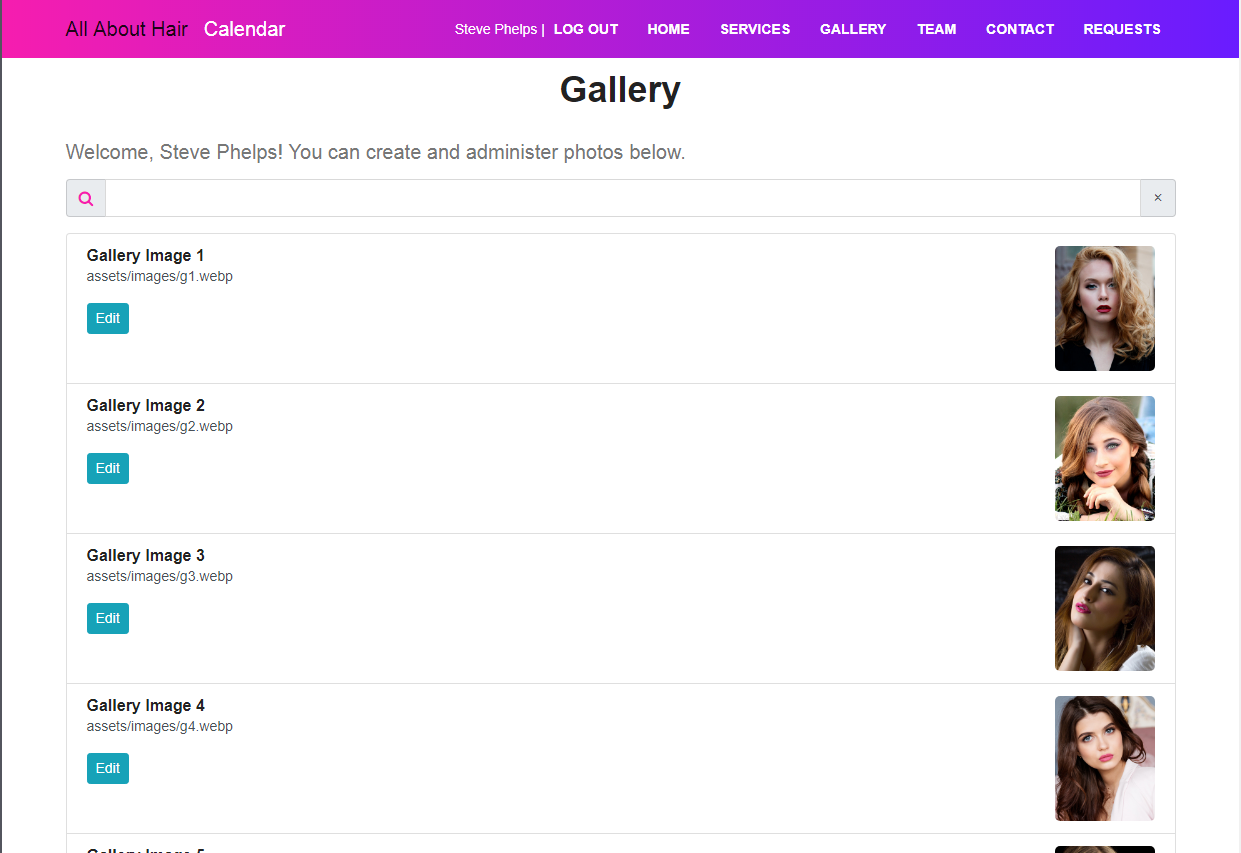 All About Hair Calendar Steve Phelps | LOG OUT HOME SERVICES GALLERY TEAM CONTACT REQUESTS
Gallery
Welcome, Steve Phelps! You can create and administer photos below.
×
Gallery Image 1
assets/images/g1.webp
Edit
Gallery Image 2
assets/images/g2.webp
Edit
Gallery Image 3
assets/images/g3.webp
Edit
Gallery Image 4
assets/images/g4.webp
Edit
Gallery Image 5